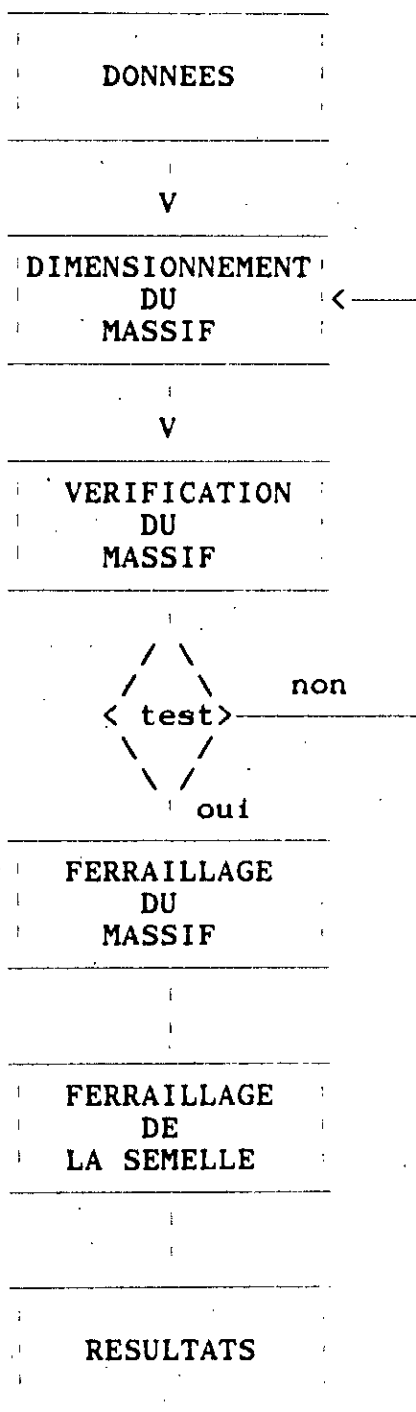 DONNEES
V
DIMENSIONNEMENT
DU
MASSIF
V
VERIFICATION
DU
MASSIF
non
test
oui
FERRAILLAGE
DU
MASSIF
FERRAILLAGE
DE
LA SEMELLE
RESULTATS